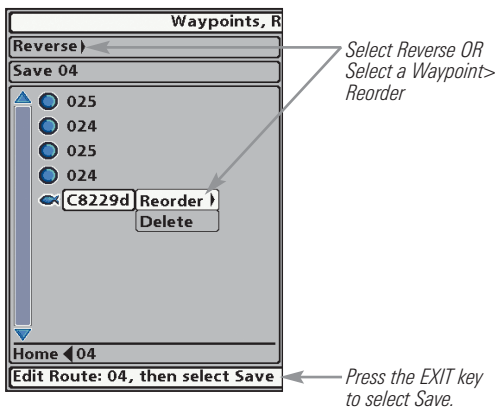 Waypoints, R
Reverse
Select Reverse OR
Select a Waypoint>
Reorder
Save 04
025
024
025
024
C8229d Reorder
Delete
Home 04
Edit Route: 04, then select Save
Press the EXIT key
to select Save.